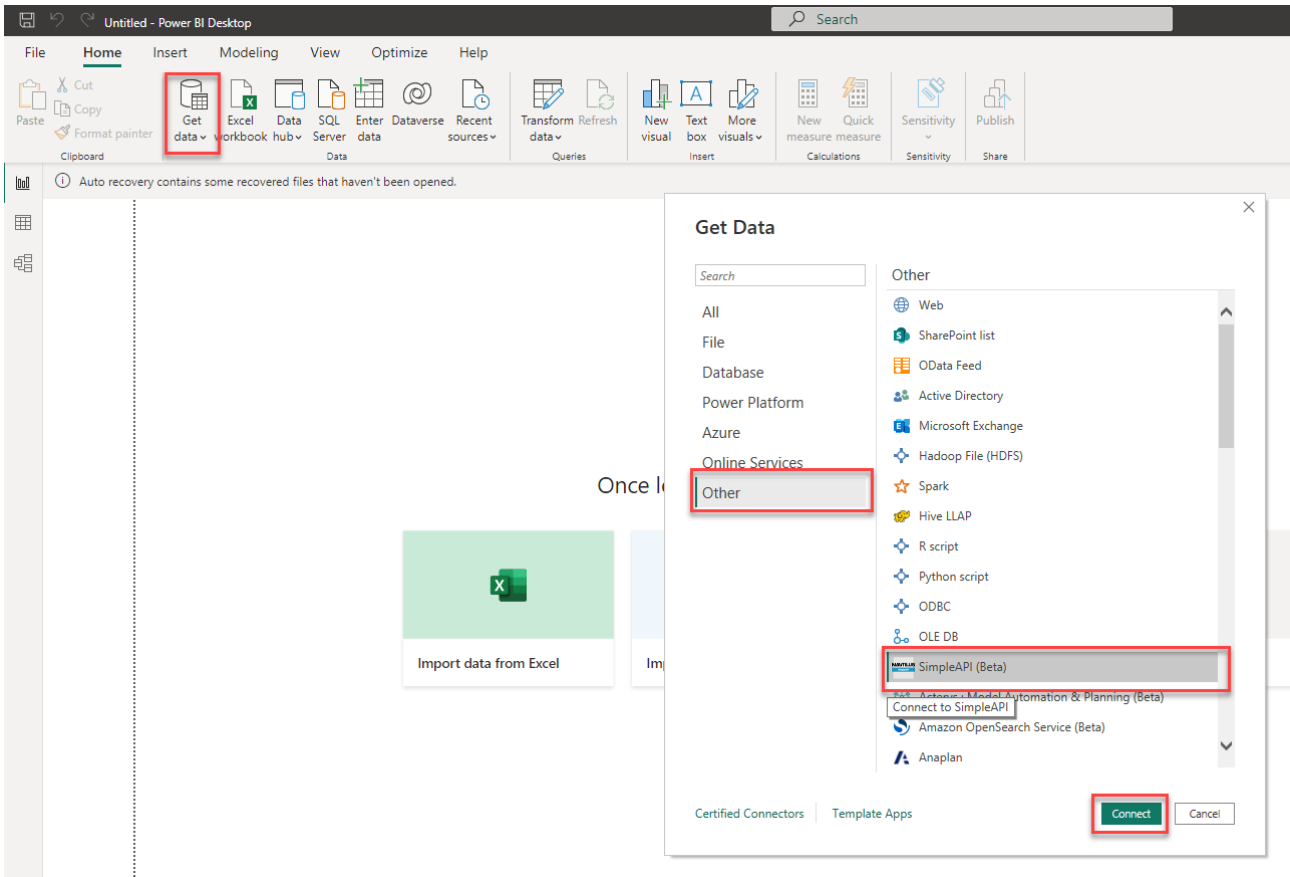 Untitled - Power BI Desktop
Search
File Home Insert Modeling View Optimize Help
Paste
Cut
Copy
Format painter
Clipboard
Get data
Excel workbook
Data hub
SQL Server
Enter data
Dataverse
Recent sources
Data
Transform data
Refresh
Queries
New visual
Text box
More visuals
Insert
New measure
Quick measure
Calculations
Sensitivity
Sensitivity
Publish
Share
Auto recovery contains some recovered files that haven't been opened.
Once l
Import data from Excel
Im
Get Data
Search
All
File
Database
Power Platform
Azure
Online Services
Other
Other
Web
SharePoint list
OData Feed
Active Directory
Microsoft Exchange
Hadoop File (HDFS)
Spark
Hive LLAP
R script
Python script
ODBC
OLE DB
SimpleAPI (Beta)
Model Automation & Planning (Beta)
Connect to SimpleAPI
Amazon OpenSearch Service (Beta)
Anaplan
Certified Connectors
Template Apps
Connect
Cancel